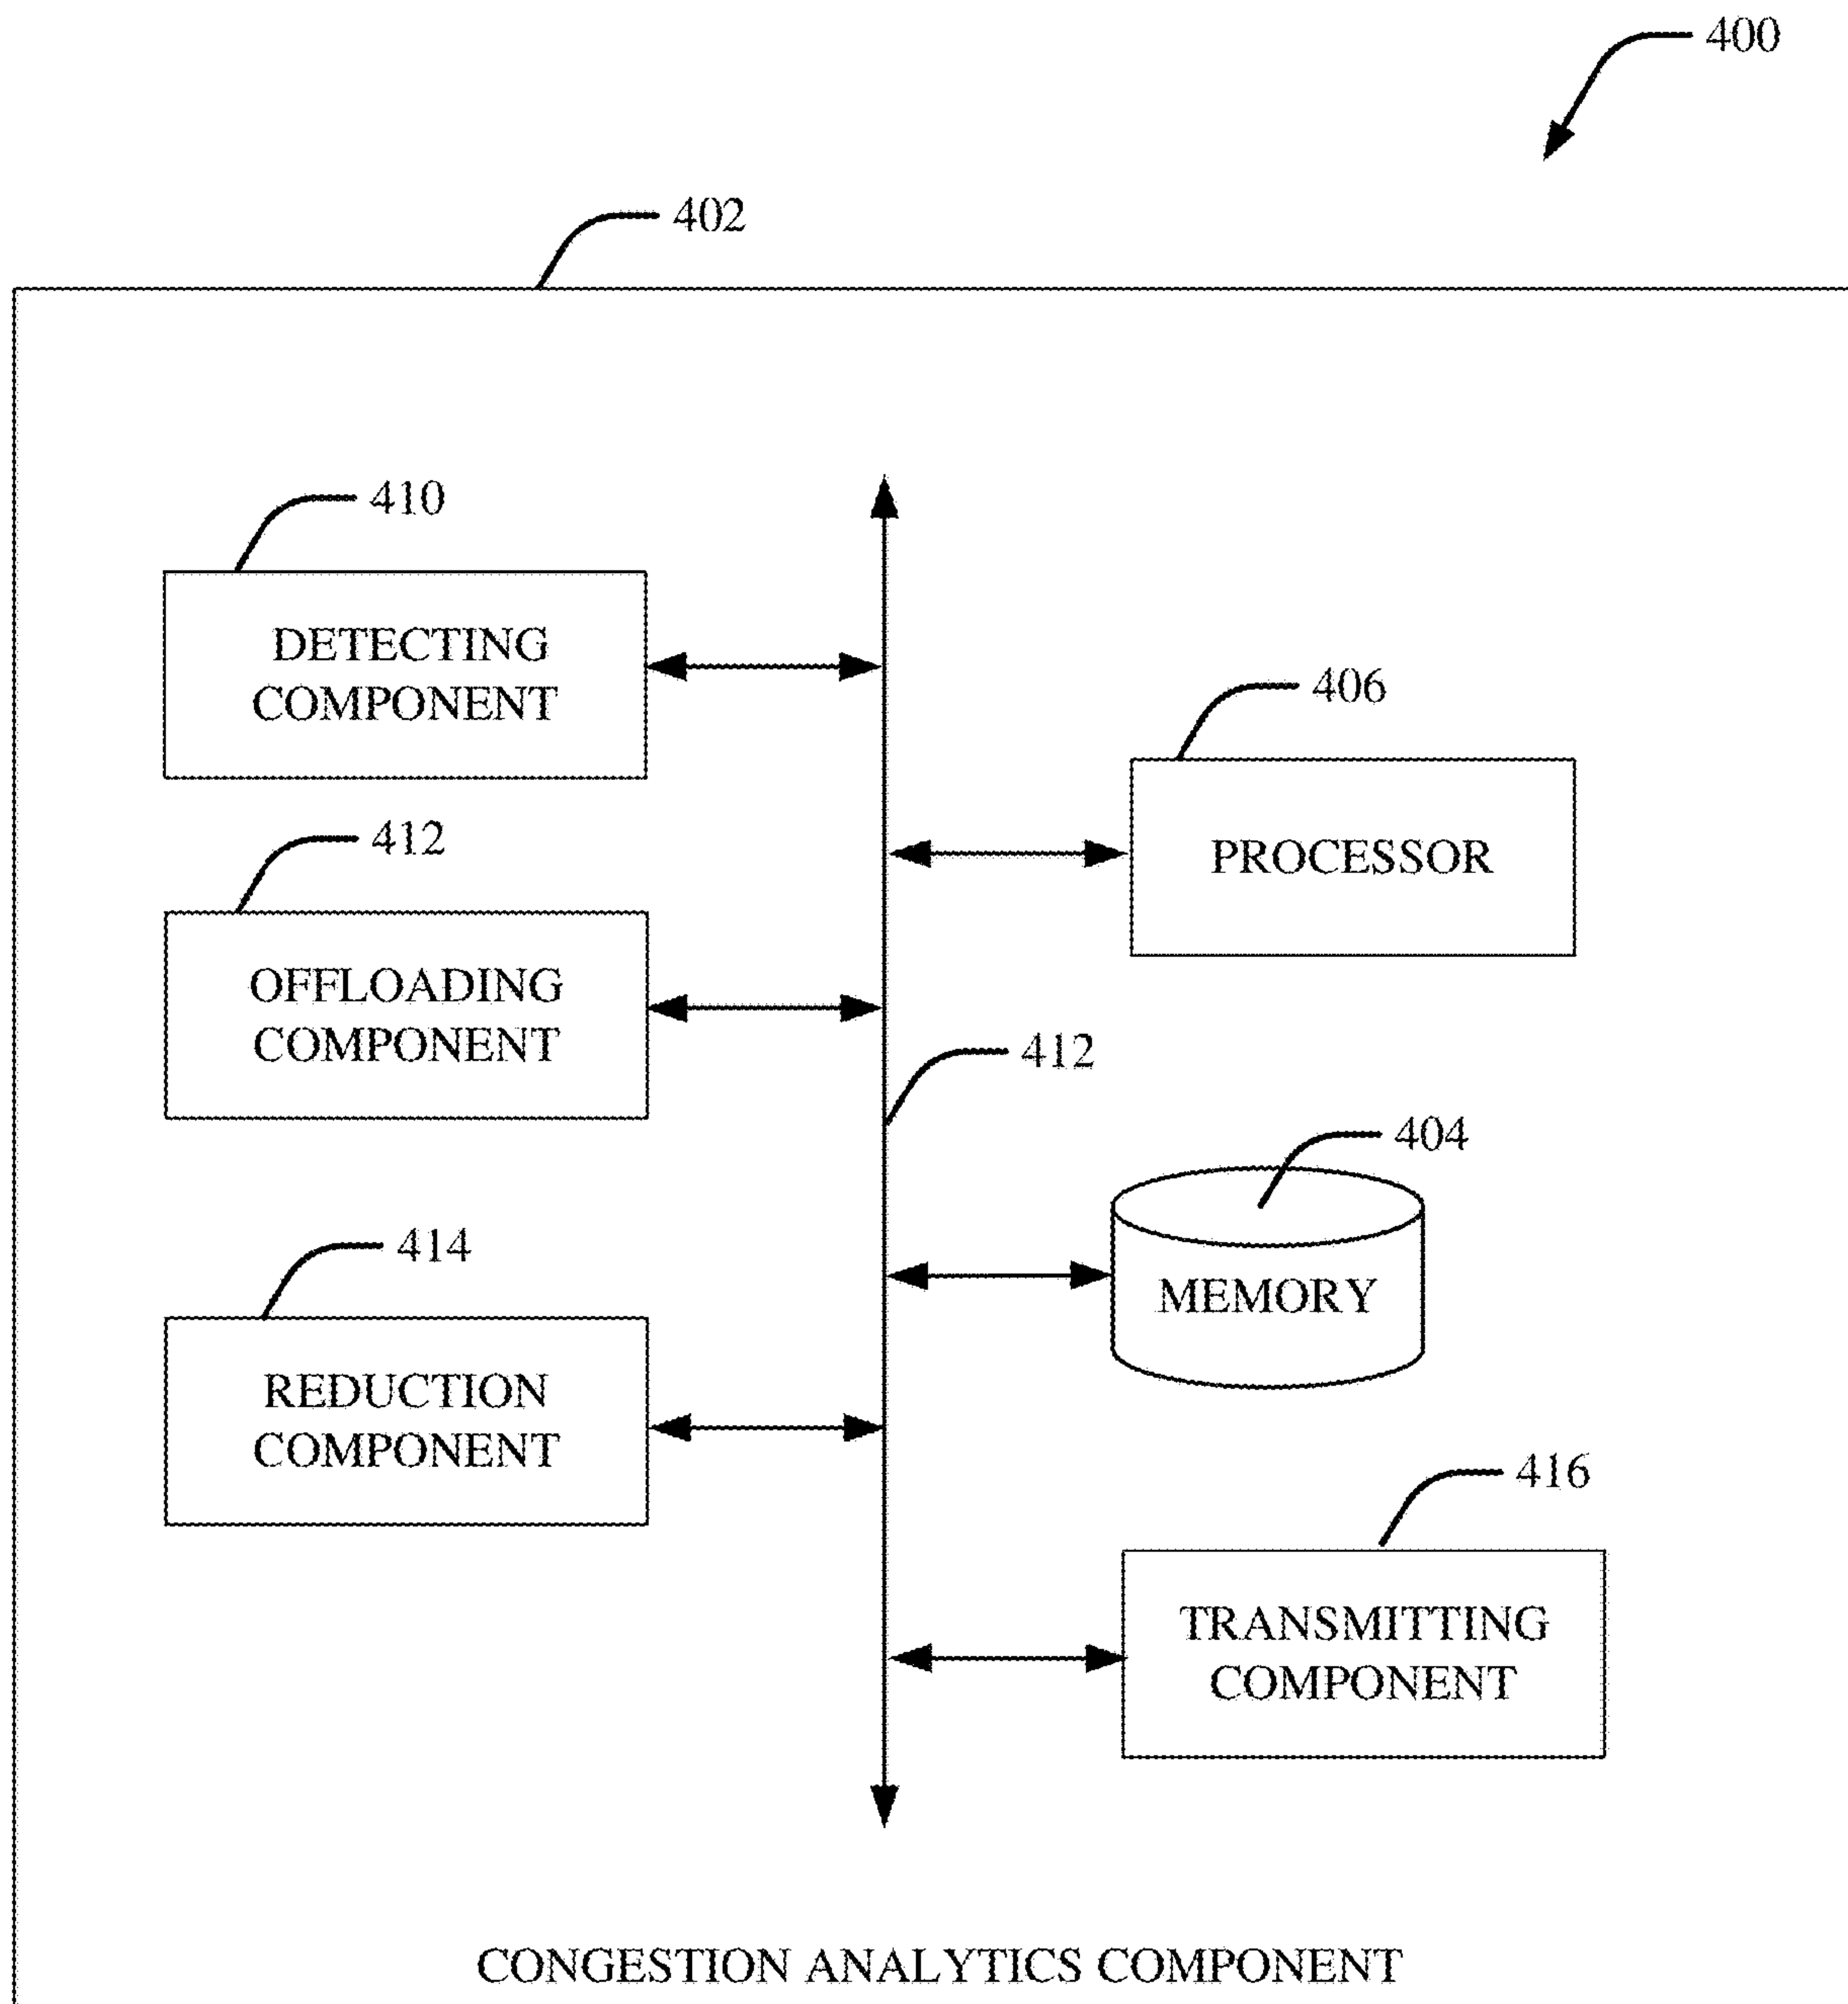 400
402
410
DETECTING
COMPONENT
406
PROCESSOR
412
OFFLOADING
COMPONENT
412
404
MEMORY
414
REDUCTION
COMPONENT
416
TRANSMITTING
COMPONENT
CONGESTION ANALYTICS COMPONENT